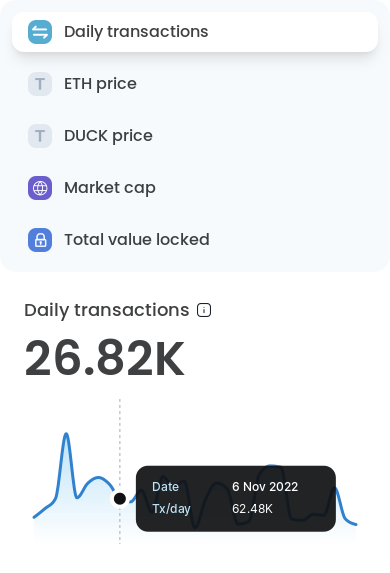 Daily transactions
T ETH price
T DUCK price
Market cap
Total value locked
Daily transactions i
26.82K
Date 6 Nov 2022
Tx/day 62.48K